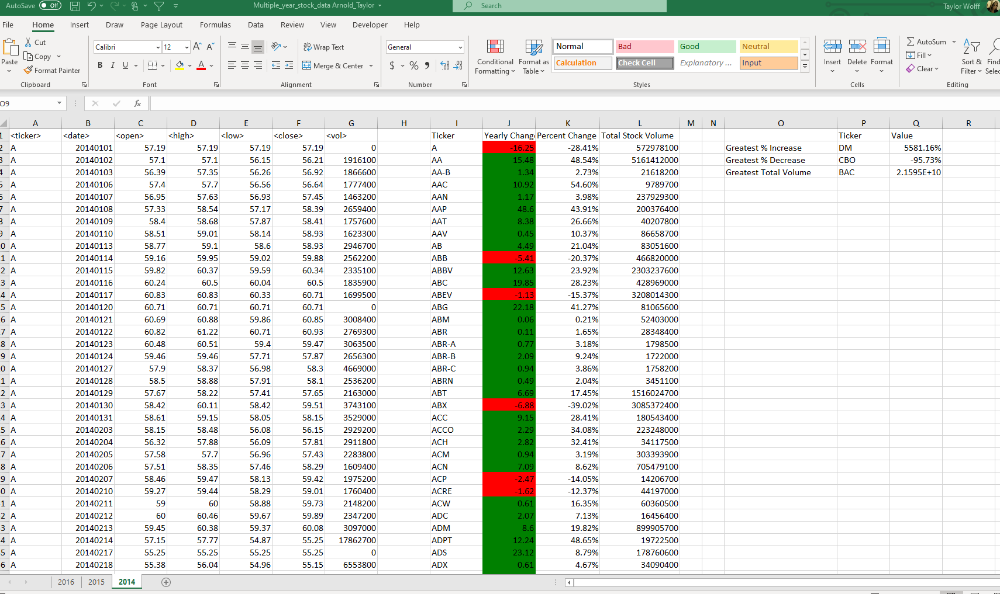 AutoSave Off Multiple_year_stock_data Arnold_Taylor Search Taylor Wolff
File Home Insert Draw Page Layout Formulas Data Review View Developer Help
Paste Cut Copy Format Painter
Calibri 12 A A B I U A
ab Wrap Text Merge & Center
General $ % 9 .00
Conditional Formatting Format as Table
Normal Bad Good Neutral
Calculation Check Cell Explanatory ... Input
Insert Delete Format
AutoSum Fill Clear Sort & Filter
Clipboard Font Alignment Number Styles Cells Editing
O9 fx
A B C D E F G H I J K L M N O P Q R
1 <ticker> <date> <open> <high> <low> <close> <vol> Ticker Yearly Chang Percent Change Total Stock Volume Ticker Value
2 A 20140101 57.19 57.19 57.19 57.19 0 A -16.25 -28.41% 572978100 Greatest % Increase DM 5581.16%
3 A 20140102 57.1 57.1 56.15 56.21 1916100 AA 15.48 48.54% 5161412000 Greatest % Decrease CBO -95.73%
4 A 20140103 56.39 57.35 56.26 56.92 1866600 AA-B 1.34 2.73% 21618200 Greatest Total Volume BAC 2.1595E+10
5 A 20140106 57.4 57.7 56.56 56.64 1777400 AAC 10.92 54.60% 9789700
6 A 20140107 56.95 57.63 56.93 57.45 1463200 AAN 1.17 3.98% 237929300
7 A 20140108 57.33 58.54 57.17 58.39 2659400 AAP 48.6 43.91% 200376400
8 A 20140109 58.4 58.68 57.87 58.41 1757600 AAT 8.38 26.66% 40207800
9 A 20140110 58.51 59.01 58.14 58.93 1623300 AAV 0.45 10.37% 86658700
0 A 20140113 58.77 59.1 58.6 58.93 2946700 AB 4.49 21.04% 83051600
1 A 20140114 59.16 59.95 59.02 59.88 2562200 ABB -5.41 -20.37% 466820000
2 A 20140115 59.82 60.37 59.59 60.34 2335100 ABBV 12.63 23.92% 2303237600
3 A 20140116 60.24 60.5 60.04 60.5 1835900 ABC 19.85 28.23% 428969000
4 A 20140117 60.83 60.83 60.33 60.71 1699500 ABEV -1.13 -15.37% 3208014300
5 A 20140120 60.71 60.71 60.71 60.71 0 ABG 22.18 41.27% 81065600
6 A 20140121 60.69 60.88 59.86 60.85 3008400 ABM 0.06 0.21% 52403000
7 A 20140122 60.82 61.22 60.71 60.93 2769300 ABR 0.11 1.65% 28348400
8 A 20140123 60.48 60.51 59.4 59.47 3063500 ABR-A 0.77 3.18% 1798500
9 A 20140124 59.46 59.46 57.71 57.87 2656300 ABR-B 2.09 9.24% 1722000
0 A 20140127 57.9 58.37 56.98 58.3 4669000 ABR-C 0.94 3.86% 1758200
1 A 20140128 58.5 58.88 57.91 58.1 2536200 ABRN 0.49 2.04% 3451100
2 A 20140129 57.67 58.22 57.41 57.65 2163000 ABT 6.69 17.45% 1516024700
3 A 20140130 58.42 60.11 58.42 59.51 3743100 ABX -6.88 -39.02% 3085372400
4 A 20140131 58.61 59.15 58.05 58.15 3529000 ACC 9.15 28.41% 180543400
5 A 20140203 58.15 58.48 56.08 56.15 2929200 ACCO 2.29 34.08% 223248000
6 A 20140204 56.32 57.88 56.09 57.81 2911800 ACH 2.82 32.41% 34117500
7 A 20140205 57.58 57.7 56.96 57.43 2283800 ACM 0.94 3.19% 303393900
8 A 20140206 57.51 58.35 57.46 58.29 1609400 ACN 7.09 8.62% 705479100
9 A 20140207 58.46 59.47 58.13 59.42 1975200 ACP -2.47 -14.05% 14206700
0 A 20140210 59.27 59.44 58.29 59.01 1760400 ACRE -1.62 -12.37% 44197000
1 A 20140211 59 60 58.88 59.73 2148200 ACW 0.61 16.35% 60360500
2 A 20140212 60 60.46 59.67 59.89 2347200 ADC 2.07 7.13% 16456400
3 A 20140213 59.45 60.38 59.37 60.08 3097000 ADM 8.6 19.82% 899905700
4 A 20140214 57.15 57.77 54.87 55.25 17862700 ADPT 12.24 48.65% 19722500
5 A 20140217 55.25 55.25 55.25 55.25 0 ADS 23.12 8.79% 178760600
6 A 20140218 55.38 56.04 54.96 55.15 6553800 ADX 0.61 4.67% 34090400
2016 2015 2014